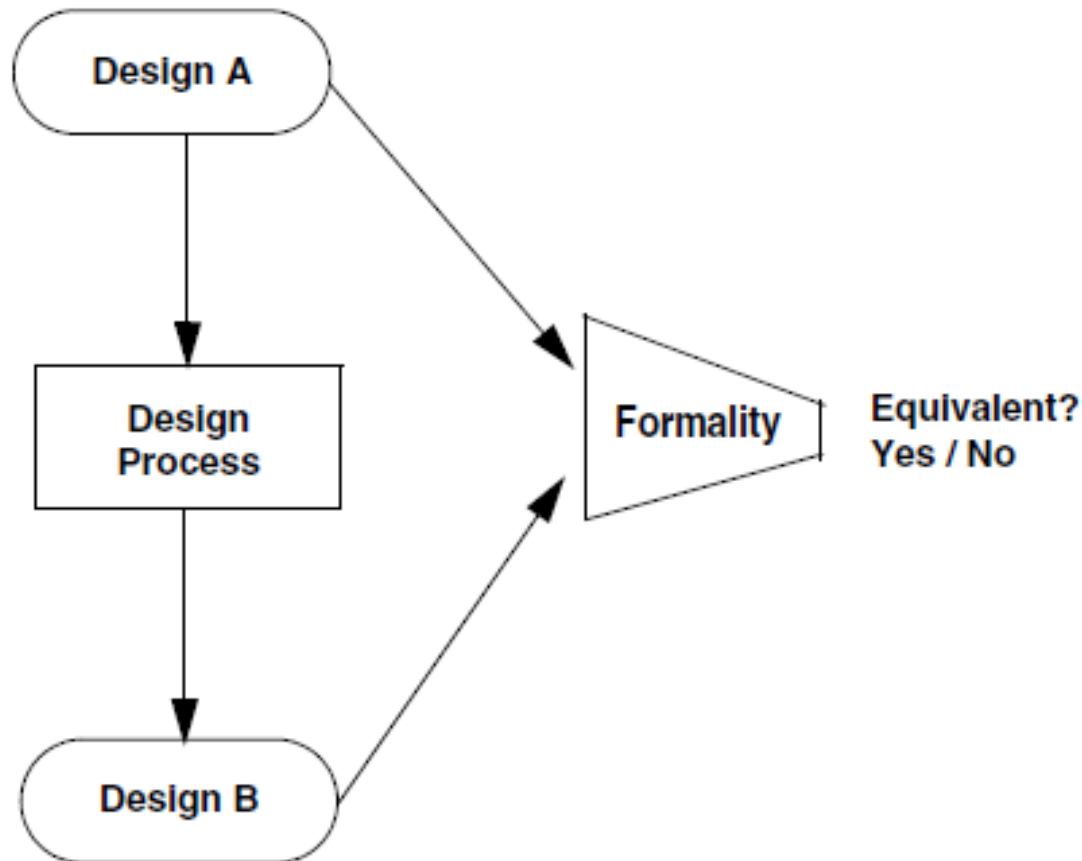 Design A
Design
Process
Formality
Equivalent?
Yes / No
Design B